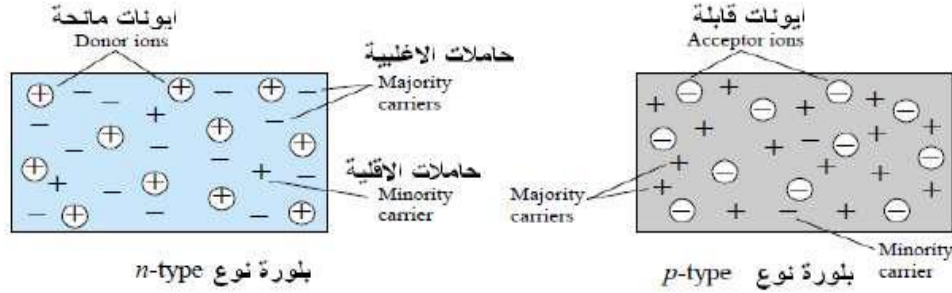 ايونات مانحة
Donor ions
حاملات الاغلبية
Majority
carriers
حاملات الاقلية
Minority
carrier
بلورة نوع n-type
ايونات قابلة
Acceptor ions
Majority
carriers
Minority
carrier
بلورة نوع p-type